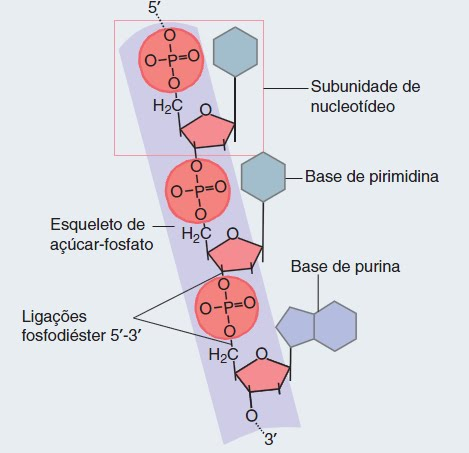 5′
O
O–P=O
O
H₂C
O
Subunidade de
nucleotídeo
O
O–P=O
O
Base de pirimidina
Esqueleto de
açúcar-fosfato
H₂C
O
Base de purina
O
O–P=O
O
Ligações
fosfodiéster 5′-3′
H₂C
O
O
3′